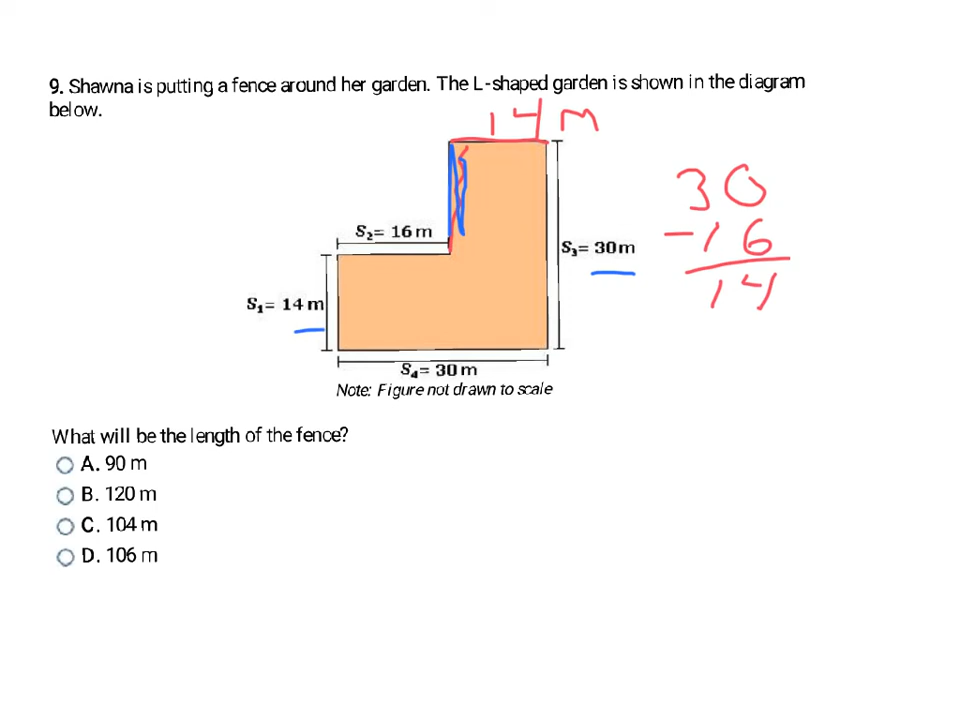 9. Shawna is putting a fence around her garden. The L-shaped garden is shown in the diagram
below.
14 m
30
-16
14
S₂= 16 m
S₃= 30 m
S₁= 14 m
S₄= 30 m
Note: Figure not drawn to scale
What will be the length of the fence?
A. 90 m
B. 120 m
C. 104 m
D. 106 m